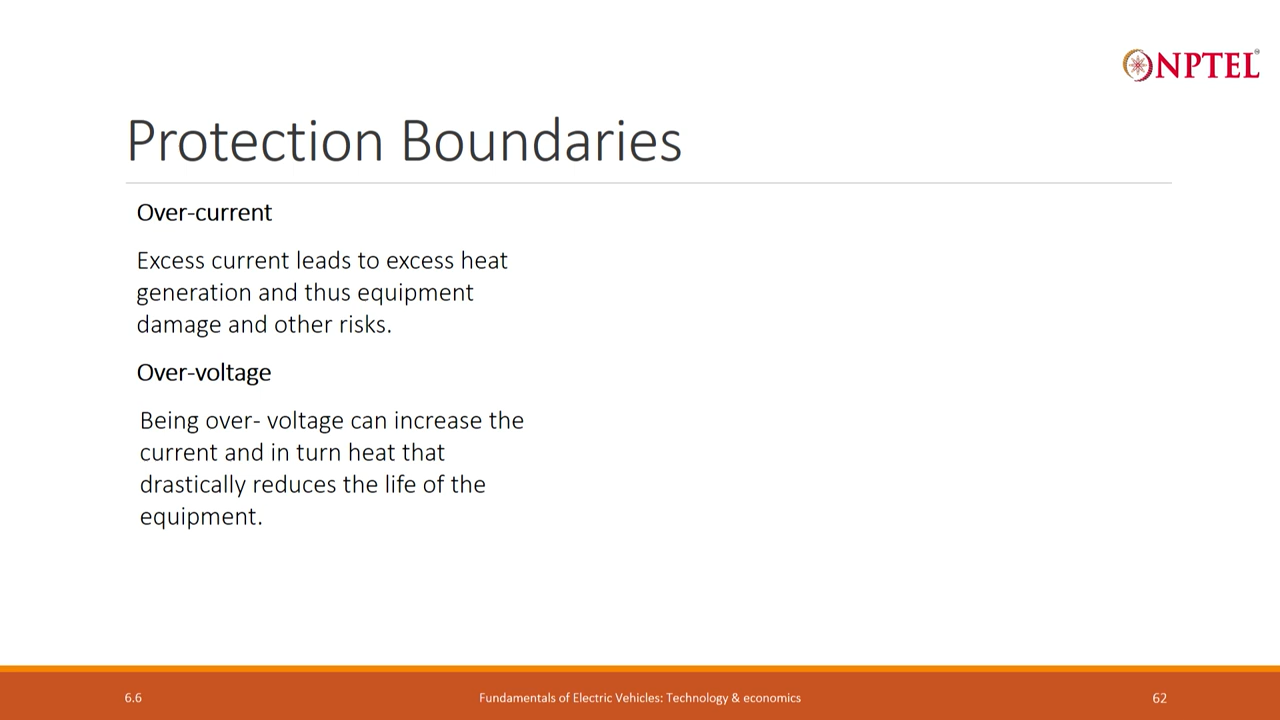 NPTEL
Protection Boundaries
Over-current
Excess current leads to excess heat
generation and thus equipment
damage and other risks.
Over-voltage
Being over- voltage can increase the
current and in turn heat that
drastically reduces the life of the
equipment.
6.6
Fundamentals of Electric Vehicles: Technology & economics
62